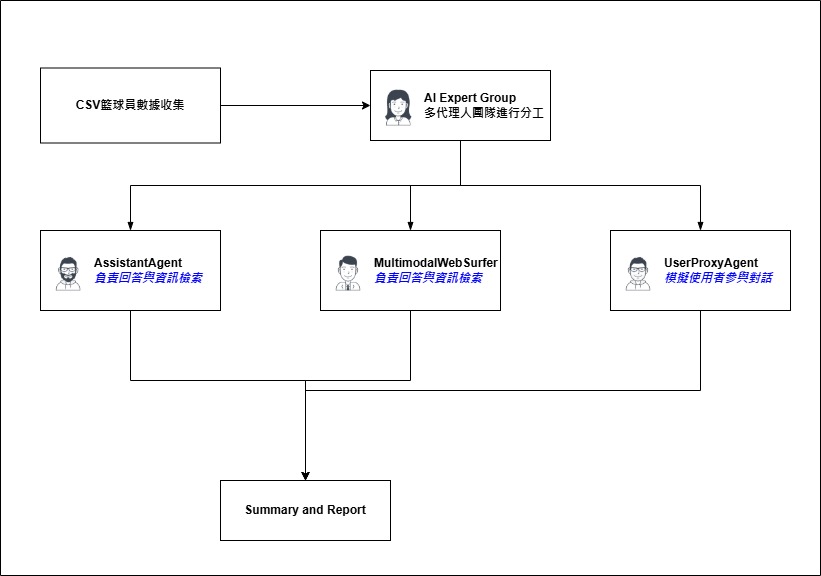 CSV籃球員數據收集
AI Expert Group
多代理人團隊進行分工
AssistantAgent
負責回答與資訊檢索
MultimodalWebSurfer
負責回答與資訊檢索
UserProxyAgent
模擬使用者參與對話
Summary and Report